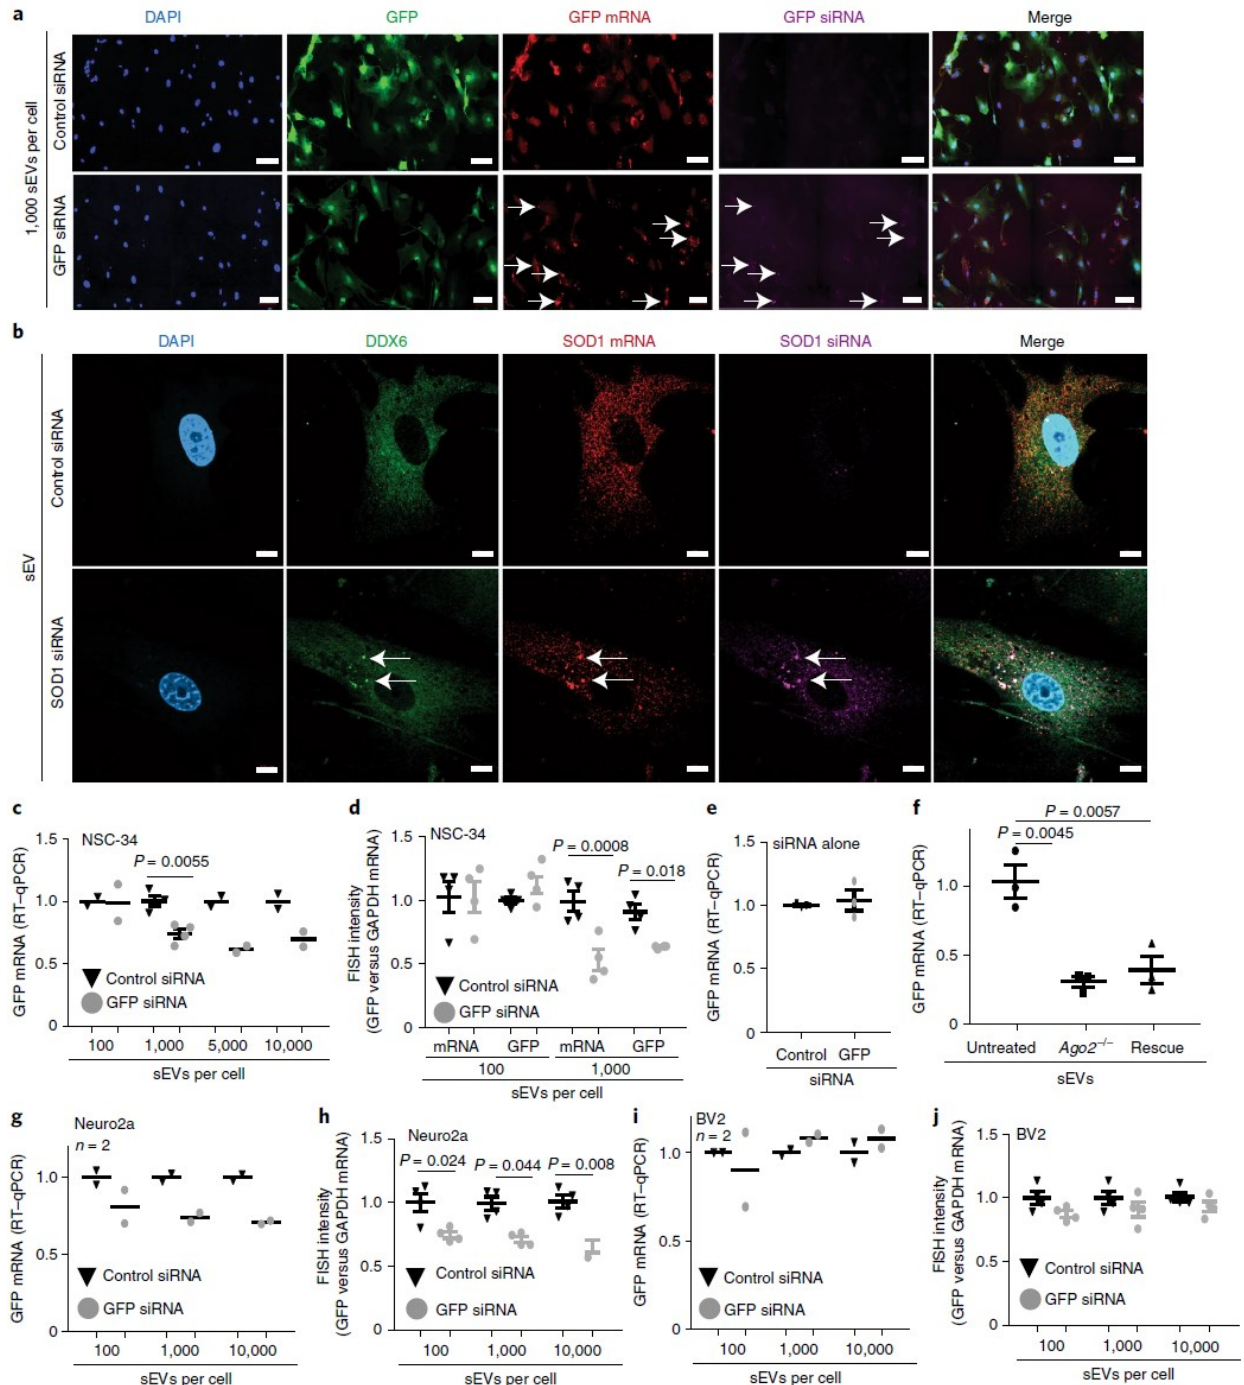 a
DAPI GFP GFP mRNA GFP siRNA Merge
1,000 sEVs per cell
Control siRNA
GFP siRNA
b
DAPI DDX6 SOD1 mRNA SOD1 siRNA Merge
sEV
Control siRNA
SOD1 siRNA
c
NSC-34
P = 0.0055
GFP mRNA (RT–qPCR)
1.5
1.0
0.5
0
Control siRNA
GFP siRNA
100 1,000 5,000 10,000
sEVs per cell
d
NSC-34
P = 0.0008
P = 0.018
FISH intensity
(GFP versus GAPDH mRNA)
1.5
1.0
0.5
0
Control siRNA
GFP siRNA
mRNA GFP mRNA GFP
100 1,000
sEVs per cell
e
siRNA alone
GFP mRNA (RT–qPCR)
1.5
1.0
0.5
0
Control GFP
siRNA
f
P = 0.0057
P = 0.0045
GFP mRNA (RT–qPCR)
1.0
0.5
0
Untreated Ago2–/– Rescue
sEVs
g
Neuro2a
n = 2
GFP mRNA (RT–qPCR)
1.0
0.5
0
Control siRNA
GFP siRNA
100 1,000 10,000
sEVs per cell
h
Neuro2a
P = 0.024 P = 0.044 P = 0.008
FISH intensity
(GFP versus GAPDH mRNA)
1.5
1.0
0.5
0
Control siRNA
GFP siRNA
100 1,000 10,000
sEVs per cell
i
BV2
n = 2
GFP mRNA (RT–qPCR)
1.0
0.5
0
Control siRNA
GFP siRNA
100 1,000 10,000
sEVs per cell
j
BV2
FISH intensity
(GFP versus GAPDH mRNA)
1.5
1.0
0.5
0
Control siRNA
GFP siRNA
100 1,000 10,000
sEVs per cell